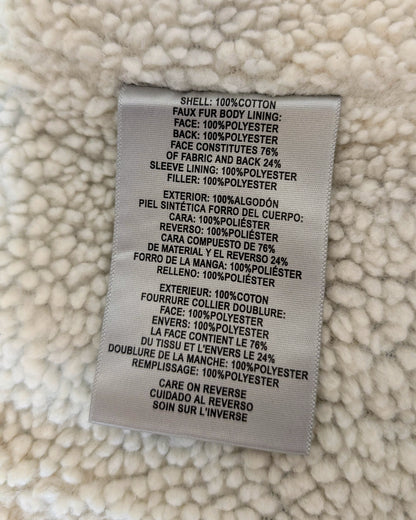 SHELL: 100%COTTON
FAUX FUR BODY LINING:
FACE: 100%POLYESTER
BACK: 100%POLYESTER
FACE CONSTITUTES 76%
OF FABRIC AND BACK 24%
SLEEVE LINING: 100%POLYESTER
FILLER: 100%POLYESTER
EXTERIOR: 100%ALGODÓN
PIEL SINTÉTICA FORRO DEL CUERPO:
CARA: 100%POLIÉSTER
REVERSO: 100%POLIÉSTER
CARA COMPUESTO DE 76%
DE MATERIAL Y EL REVERSO 24%
FORRO DE LA MANGA: 100%POLIÉSTER
RELLENO: 100%POLIÉSTER
EXTERIEUR: 100%COTON
FOURRURE COLLIER DOUBLURE:
FACE: 100%POLYESTER
ENVERS: 100%POLYESTER
LA FACE CONTIENT LE 76%
DU TISSU ET L'ENVERS LE 24%
DOUBLURE DE LA MANCHE: 100%POLYESTER
REMPLISSAGE: 100%POLYESTER
CARE ON REVERSE
CUIDADO AL REVERSO
SOIN SUR L'INVERSE